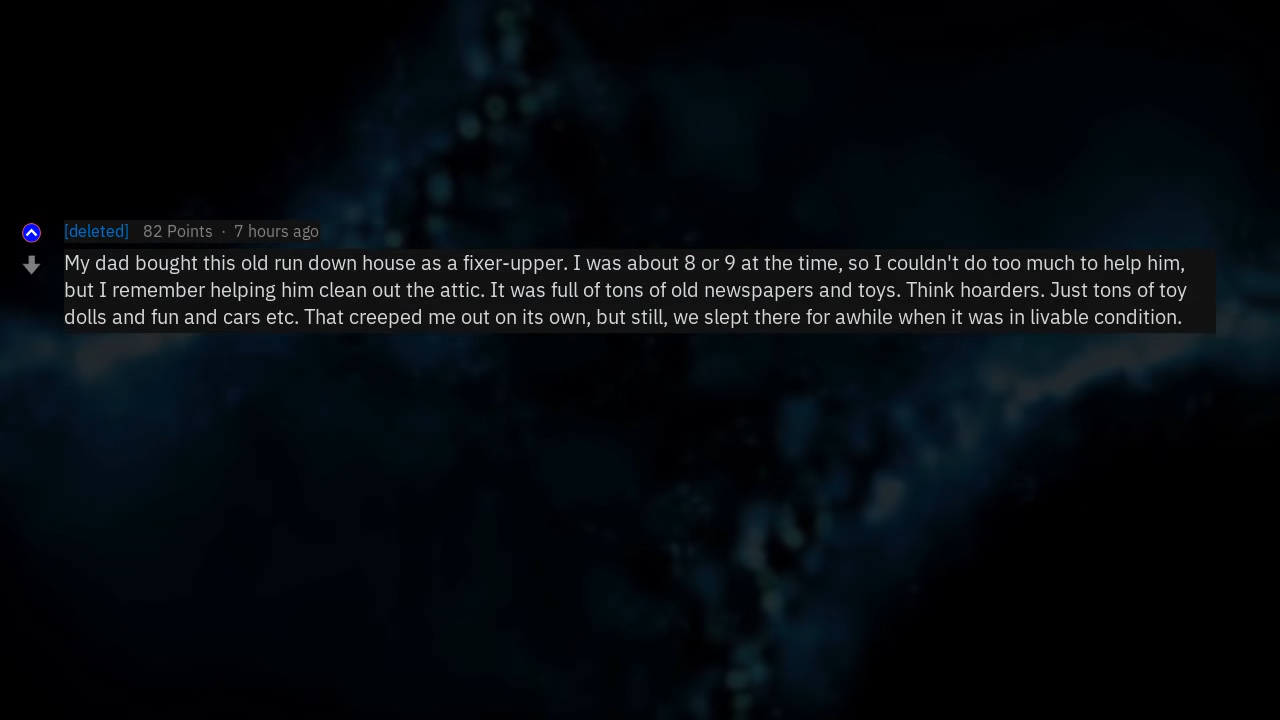 [deleted] 82 Points · 7 hours ago
My dad bought this old run down house as a fixer-upper. I was about 8 or 9 at the time, so I couldn't do too much to help him,
but I remember helping him clean out the attic. It was full of tons of old newspapers and toys. Think hoarders. Just tons of toy
dolls and fun and cars etc. That creeped me out on its own, but still, we slept there for awhile when it was in livable condition.